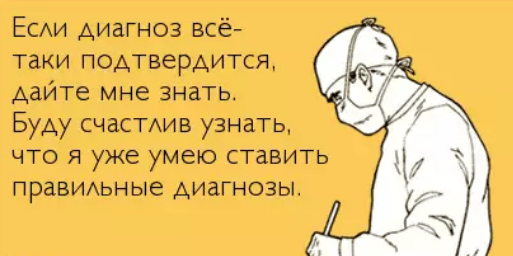 Если диагноз всё-
таки подтвердится,
дайте мне знать.
Буду счастлив узнать,
что я уже умею ставить
правильные диагнозы.